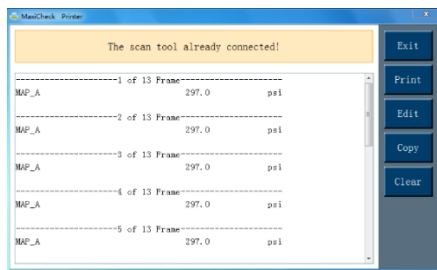 MaxiCheck Printer
x
The scan tool already connected!
Exit
Print
Edit
Copy
Clear
--------------------1 of 13 Frame--------------------
MAP_A 297.0 psi
--------------------2 of 13 Frame--------------------
MAP_A 297.0 psi
--------------------3 of 13 Frame--------------------
MAP_A 297.0 psi
--------------------4 of 13 Frame--------------------
MAP_A 297.0 psi
--------------------5 of 13 Frame--------------------
MAP_A 297.0 psi